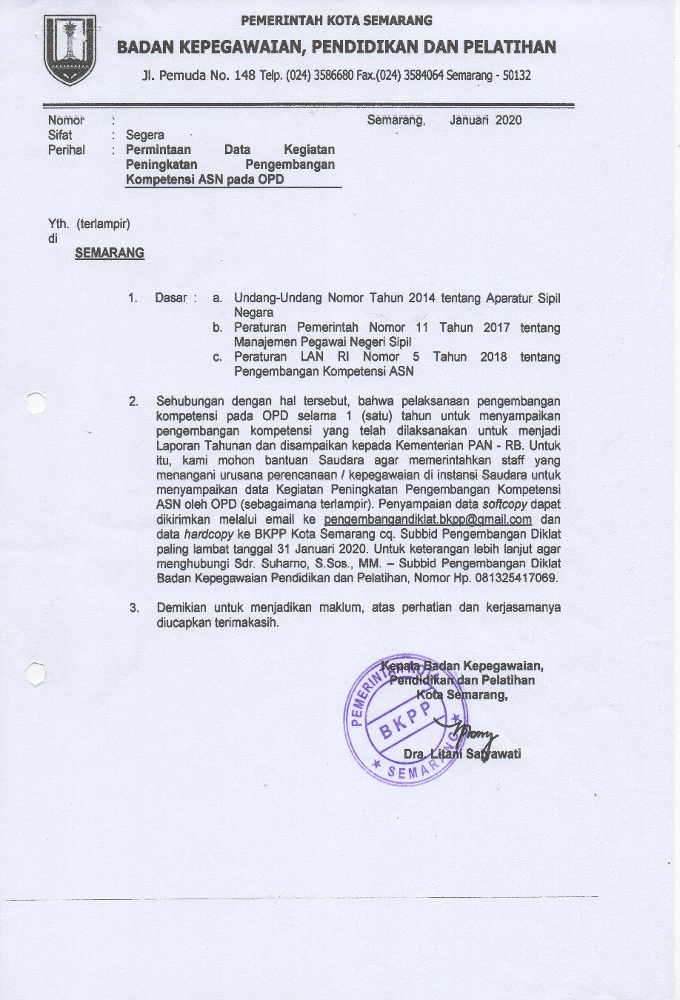 PEMERINTAH KOTA SEMARANG
BADAN KEPEGAWAIAN, PENDIDIKAN DAN PELATIHAN
Jl. Pemuda No. 148 Telp. (024) 3586680 Fax.(024) 3584064 Semarang - 50132
Nomor :
Semarang, Januari 2020
Sifat : Segera
Perihal : Permintaan Data Kegiatan
Peningkatan Pengembangan
Kompetensi ASN pada OPD
Yth. (terlampir)
di
SEMARANG
1. Dasar : a. Undang-Undang Nomor Tahun 2014 tentang Aparatur Sipil
Negara
b. Peraturan Pemerintah Nomor 11 Tahun 2017 tentang
Manajemen Pegawai Negeri Sipil
c. Peraturan LAN RI Nomor 5 Tahun 2018 tentang
Pengembangan Kompetensi ASN
2. Sehubungan dengan hal tersebut, bahwa pelaksanaan pengembangan
kompetensi pada OPD selama 1 (satu) tahun untuk menyampaikan
pengembangan kompetensi yang telah dilaksanakan untuk menjadi
Laporan Tahunan dan disampaikan kepada Kementerian PAN - RB. Untuk
itu, kami mohon bantuan Saudara agar memerintahkan staff yang
menangani urusana perencanaan / kepegawaian di instansi Saudara untuk
menyampaikan data Kegiatan Peningkatan Pengembangan Kompetensi
ASN oleh OPD (sebagaimana terlampir). Penyampaian data softcopy dapat
dikirimkan melalui email ke pengembangandiklat.bkpp@gmail.com dan
data hardcopy ke BKPP Kota Semarang cq. Subbid Pengembangan Diklat
paling lambat tanggal 31 Januari 2020. Untuk keterangan lebih lanjut agar
menghubungi Sdr. Suharno, S.Sos., MM. – Subbid Pengembangan Diklat
Badan Kepegawaian Pendidikan dan Pelatihan, Nomor Hp. 081325417069.
3. Demikian untuk menjadikan maklum, atas perhatian dan kerjasamanya
diucapkan terimakasih.
Kepala Badan Kepegawaian,
Pendidikan dan Pelatihan
Kota Semarang,
PEMERINTAH KOTA
BKPP
SEMARANG
Dra. Litani Satyawati